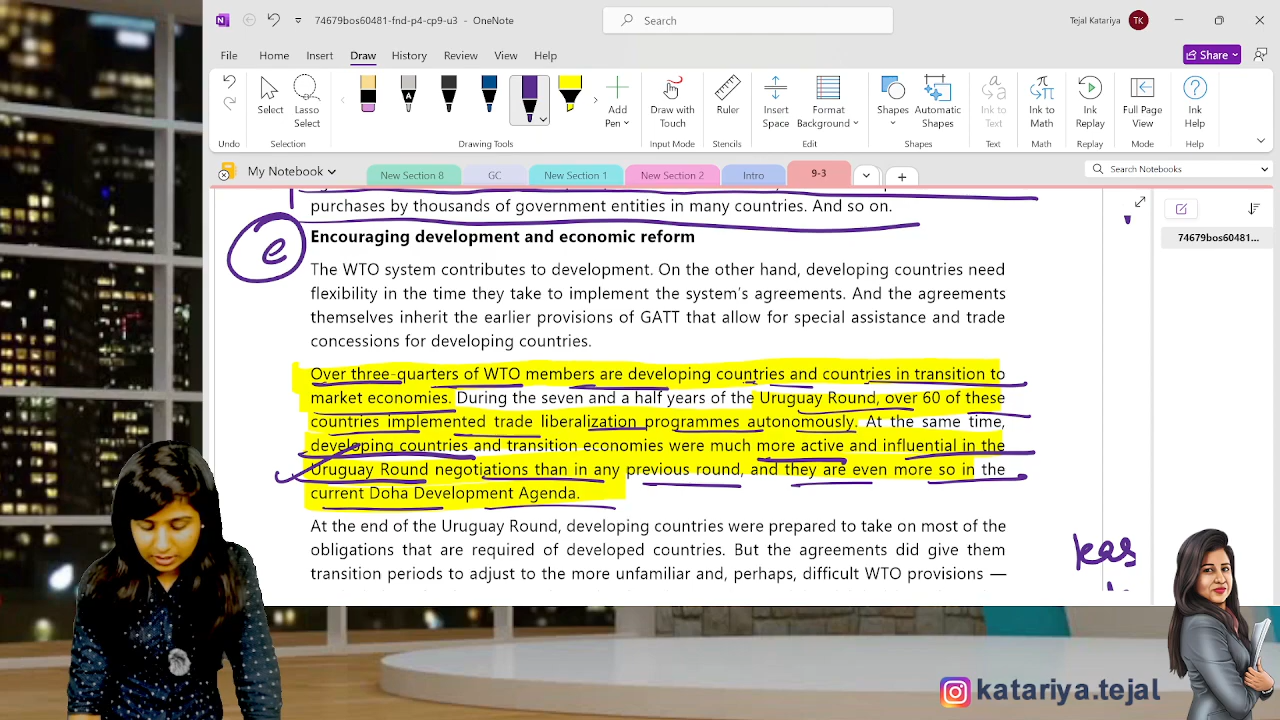 74679bos60481-fnd-p4-cp9-u3 - OneNote
Search
Tejal Katariya TK
File Home Insert Draw History Review View Help
Share
Select
Lasso Select
A
Add Pen
Draw with Touch
Ruler
Insert Space
Format Background
Shapes
Automatic Shapes
Ink to Text
Ink to Math
Ink Replay
Full Page View
Ink Help
Undo Selection Drawing Tools Input Mode Stencils Edit Shapes Text Math Replay Mode Help
My Notebook New Section 8 GC New Section 1 New Section 2 Intro 9-3 + Search Notebooks
74679bos60481...
purchases by thousands of government entities in many countries. And so on.
e Encouraging development and economic reform
The WTO system contributes to development. On the other hand, developing countries need
flexibility in the time they take to implement the system's agreements. And the agreements
themselves inherit the earlier provisions of GATT that allow for special assistance and trade
concessions for developing countries.
Over three-quarters of WTO members are developing countries and countries in transition to
market economies. During the seven and a half years of the Uruguay Round, over 60 of these
countries implemented trade liberalization programmes autonomously. At the same time,
developing countries and transition economies were much more active and influential in the
Uruguay Round negotiations than in any previous round, and they are even more so in the
current Doha Development Agenda.
At the end of the Uruguay Round, developing countries were prepared to take on most of the
obligations that are required of developed countries. But the agreements did give them
transition periods to adjust to the more unfamiliar and, perhaps, difficult WTO provisions —
kas
katariya.tejal